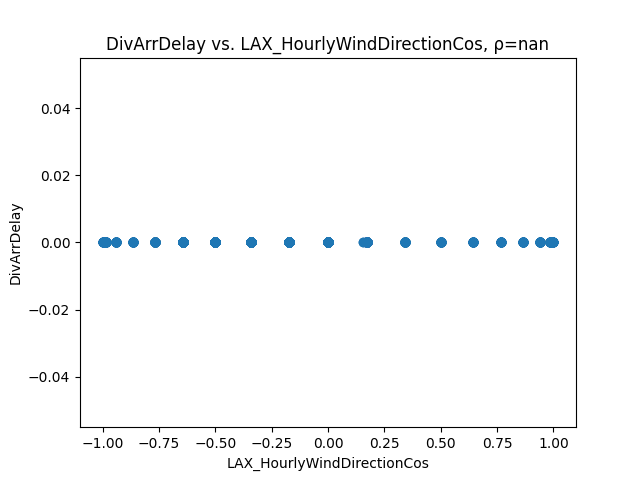 DivArrDelay vs. LAX_HourlyWindDirectionCos, ρ=nan
0.04
0.02
0.00
−0.02
−0.04
DivArrDelay
−1.00 −0.75 −0.50 −0.25 0.00 0.25 0.50 0.75 1.00
LAX_HourlyWindDirectionCos